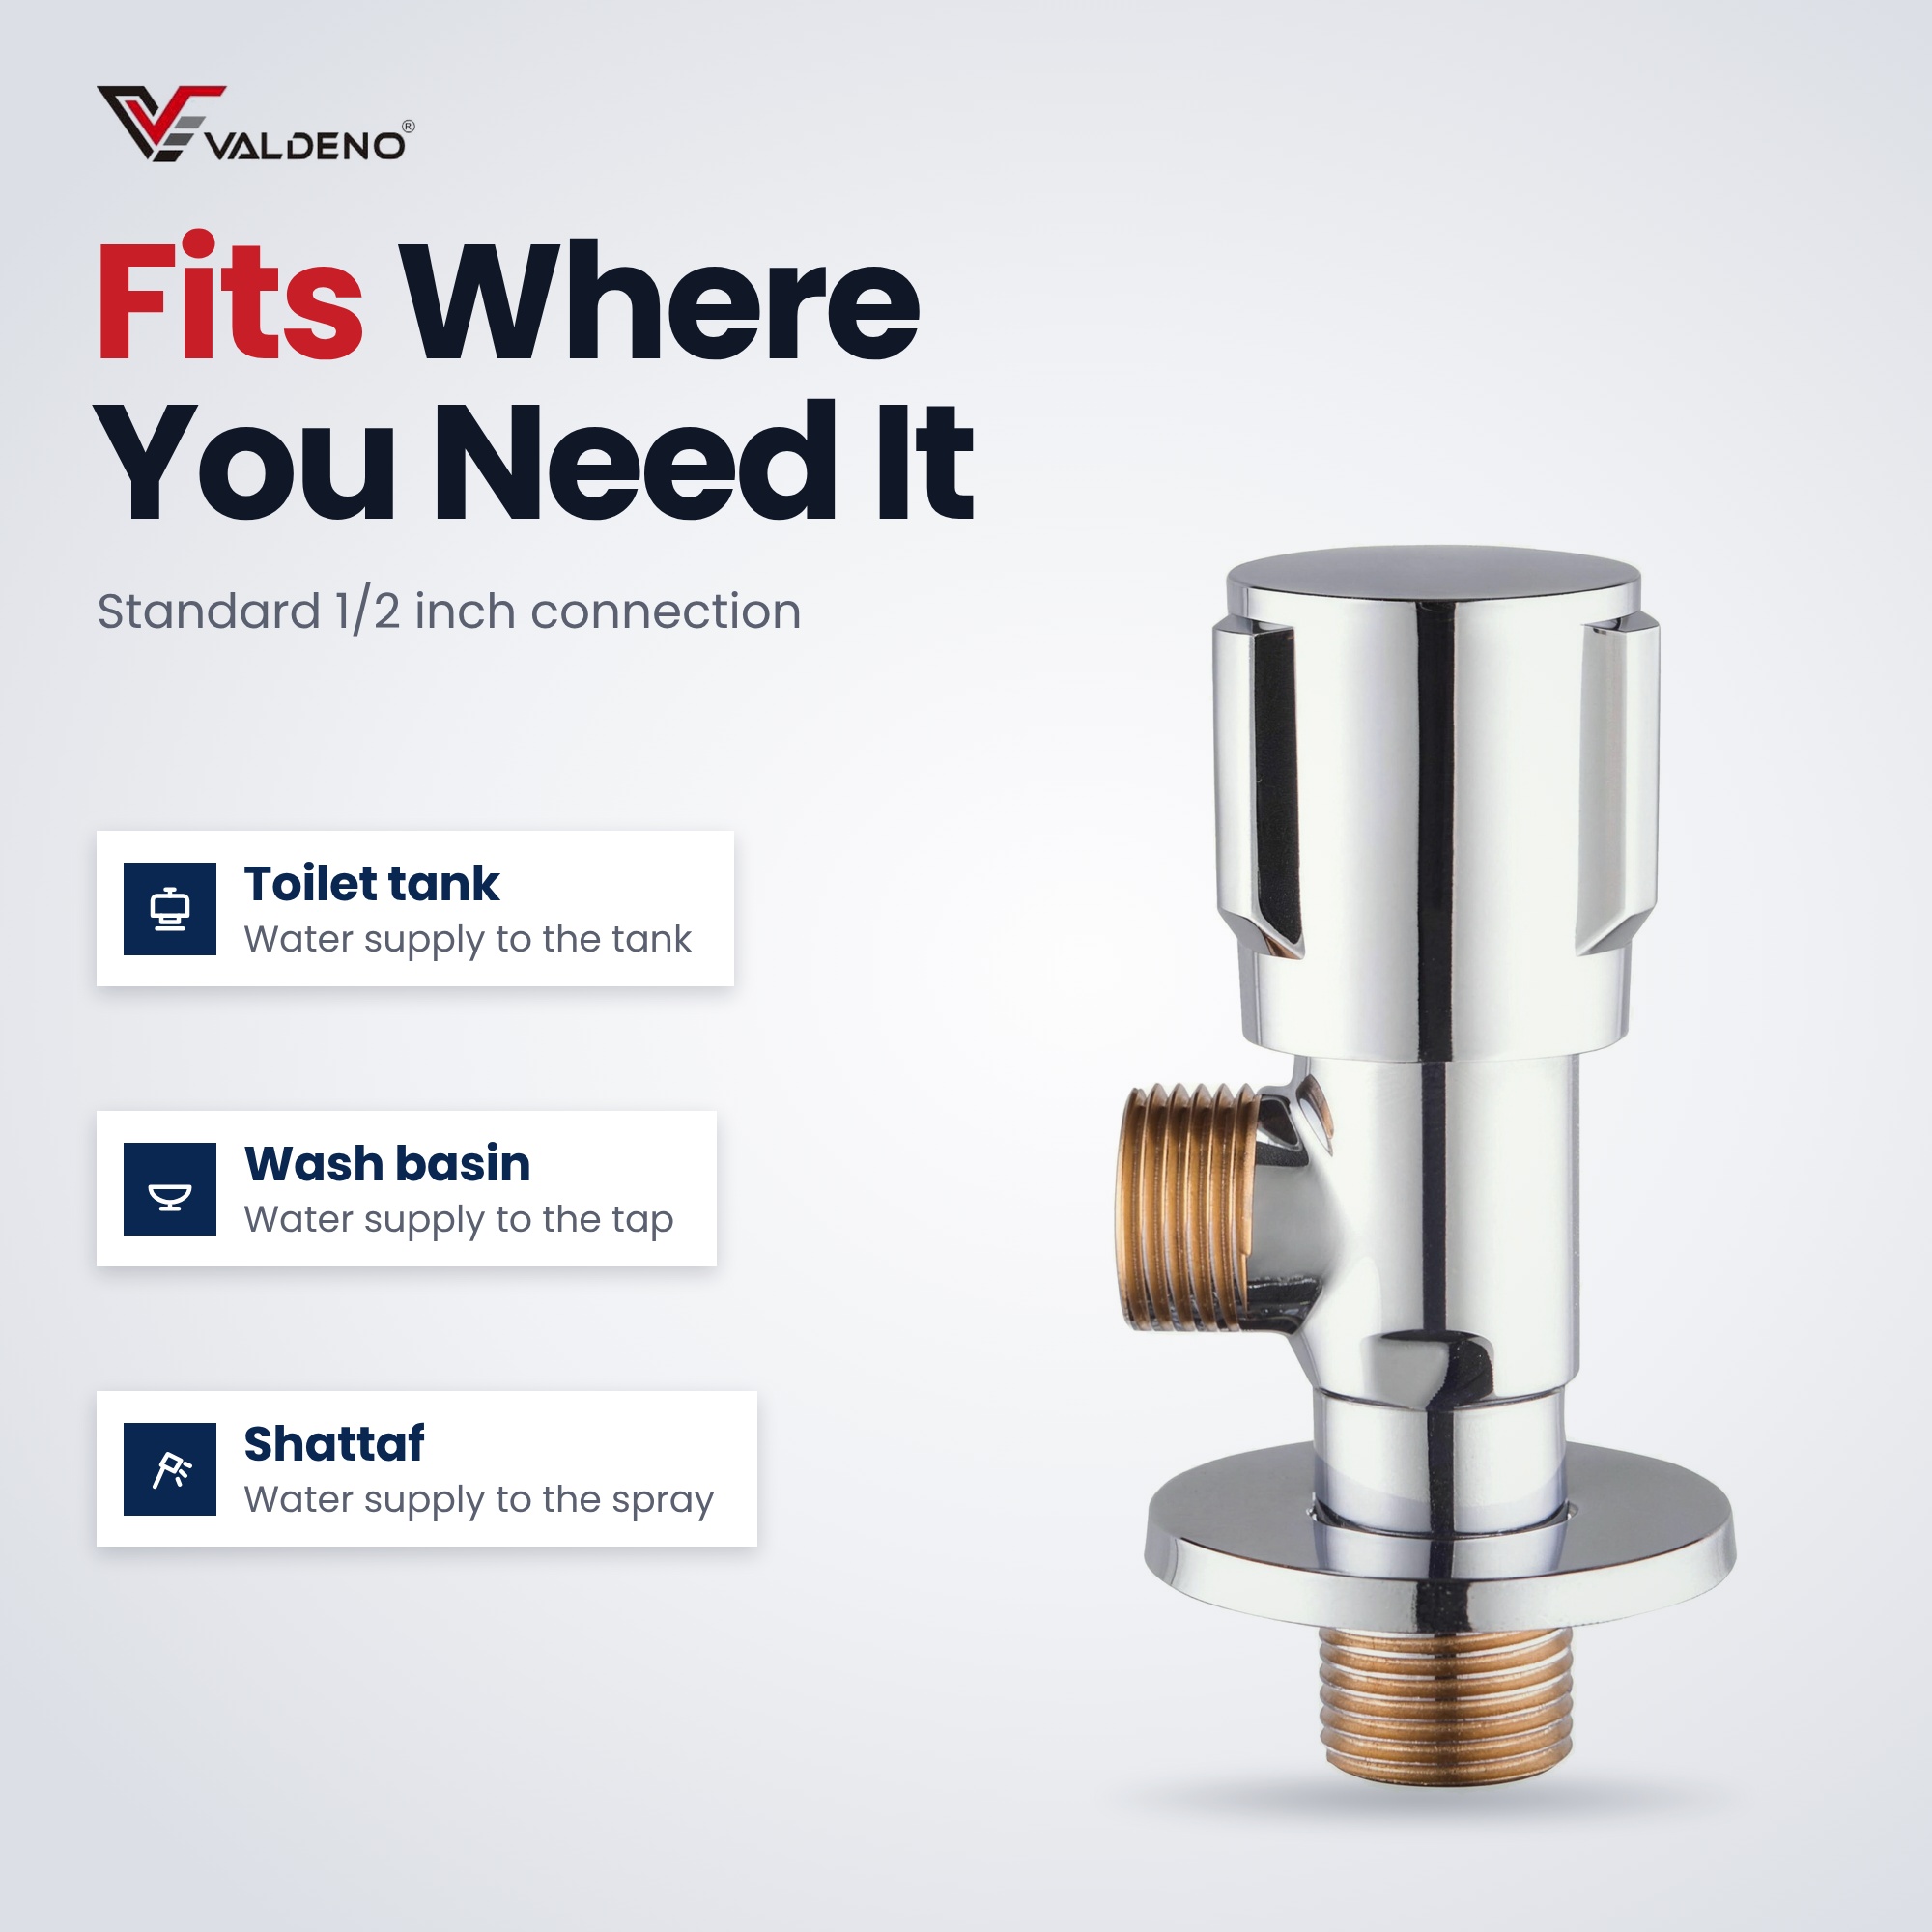 VALDENO®
Fits Where
You Need It
Standard 1/2 inch connection
Toilet tank
Water supply to the tank
Wash basin
Water supply to the tap
Shattaf
Water supply to the spray